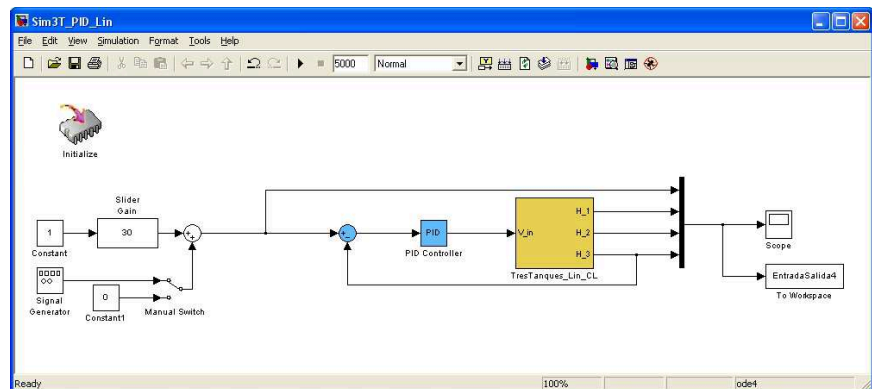 Sim3T_PID_Lin
File Edit View Simulation Format Tools Help
5000 Normal
Initialize
Slider
Gain
1
30
Constant
Signal
Generator
0
Constant1
Manual Switch
PID
PID Controller
V_in
H_1
H_2
H_3
TresTanques_Lin_CL
Scope
EntradaSalida4
To Workspace
Ready 100% ode4